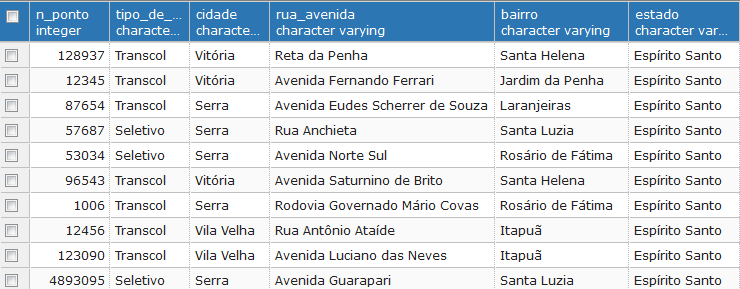 n_ponto tipo_de_... cidade rua_avenida bairro estado
integer characte... characte... character varying character varying character var...
128937 Transcol Vitória Reta da Penha Santa Helena Espírito Santo
12345 Transcol Vitória Avenida Fernando Ferrari Jardim da Penha Espírito Santo
87654 Transcol Serra Avenida Eudes Scherrer de Souza Laranjeiras Espírito Santo
57687 Seletivo Serra Rua Anchieta Santa Luzia Espírito Santo
53034 Seletivo Serra Avenida Norte Sul Rosário de Fátima Espírito Santo
96543 Transcol Vitória Avenida Saturnino de Brito Santa Helena Espírito Santo
1006 Transcol Serra Rodovia Governado Mário Covas Rosário de Fátima Espírito Santo
12456 Transcol Vila Velha Rua Antônio Ataíde Itapuã Espírito Santo
123090 Transcol Vila Velha Avenida Luciano das Neves Itapuã Espírito Santo
4893095 Seletivo Serra Avenida Guarapari Santa Luzia Espírito Santo